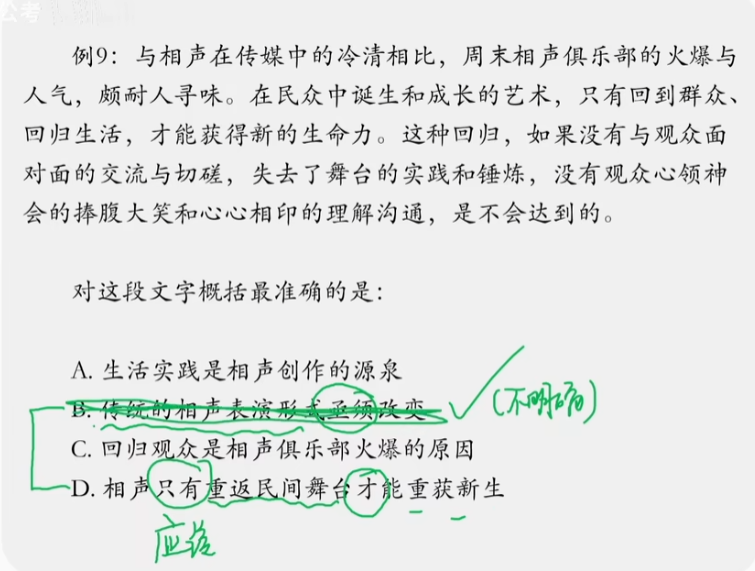 公考
例9：与相声在传媒中的冷清相比，周末相声俱乐部的火爆与
人气，颇耐人寻味。在民众中诞生和成长的艺术，只有回到群众、
回归生活，才能获得新的生命力。这种回归，如果没有与观众面
对面的交流与切磋，失去了舞台的实践和锤炼，没有观众心领神
会的捧腹大笑和心心相印的理解沟通，是不会达到的。
对这段文字概括最准确的是：
A. 生活实践是相声创作的源泉
B. 传统的相声表演形式亟须改变
(不明确)
C. 回归观众是相声俱乐部火爆的原因
D. 相声只有重返民间舞台才能重获新生
应该